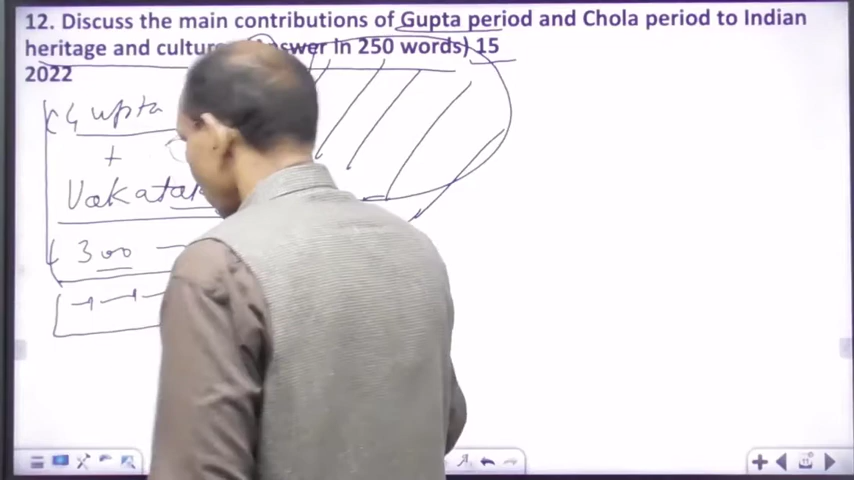 12. Discuss the main contributions of Gupta period and Chola period to Indian
heritage and culture (Answer in 250 words) 15
2022
Gupta
+
300